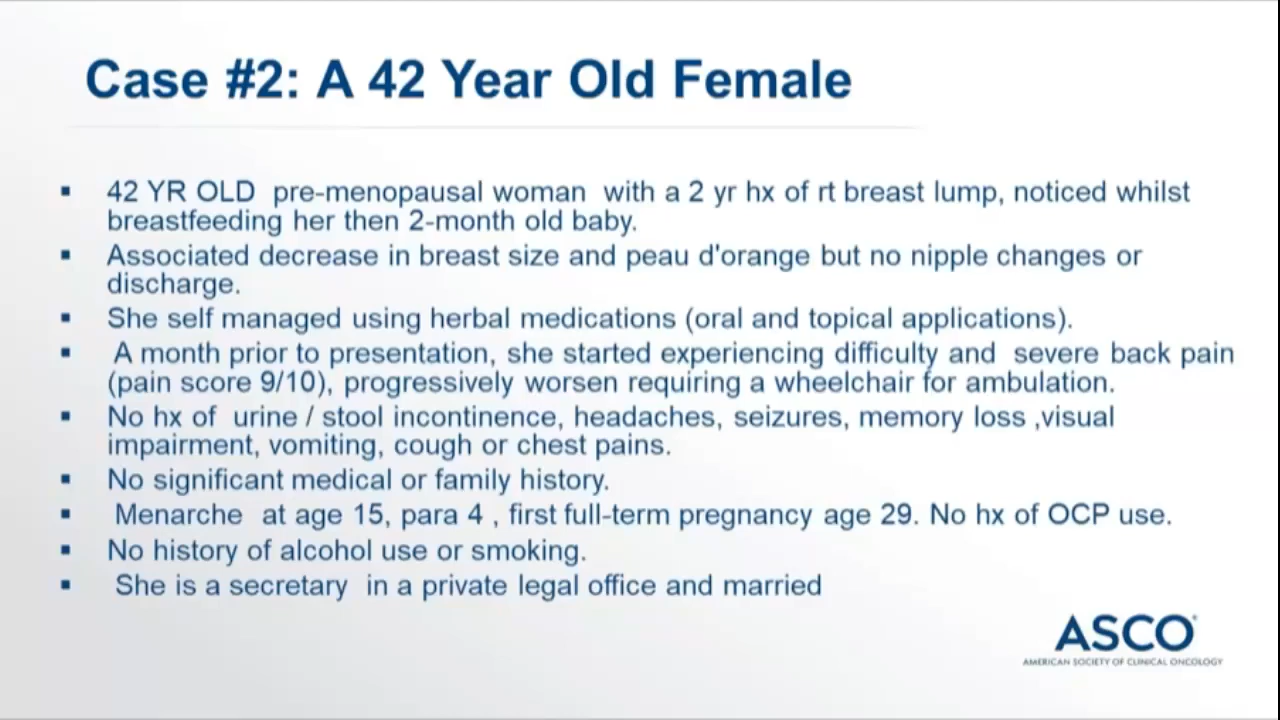 Case #2: A 42 Year Old Female
▪ 42 YR OLD pre-menopausal woman with a 2 yr hx of rt breast lump, noticed whilst
breastfeeding her then 2-month old baby.
▪ Associated decrease in breast size and peau d'orange but no nipple changes or
discharge.
▪ She self managed using herbal medications (oral and topical applications).
▪ A month prior to presentation, she started experiencing difficulty and severe back pain
(pain score 9/10), progressively worsen requiring a wheelchair for ambulation.
▪ No hx of urine / stool incontinence, headaches, seizures, memory loss ,visual
impairment, vomiting, cough or chest pains.
▪ No significant medical or family history.
▪ Menarche at age 15, para 4 , first full-term pregnancy age 29. No hx of OCP use.
▪ No history of alcohol use or smoking.
▪ She is a secretary in a private legal office and married
ASCO
AMERICAN SOCIETY OF CLINICAL ONCOLOGY